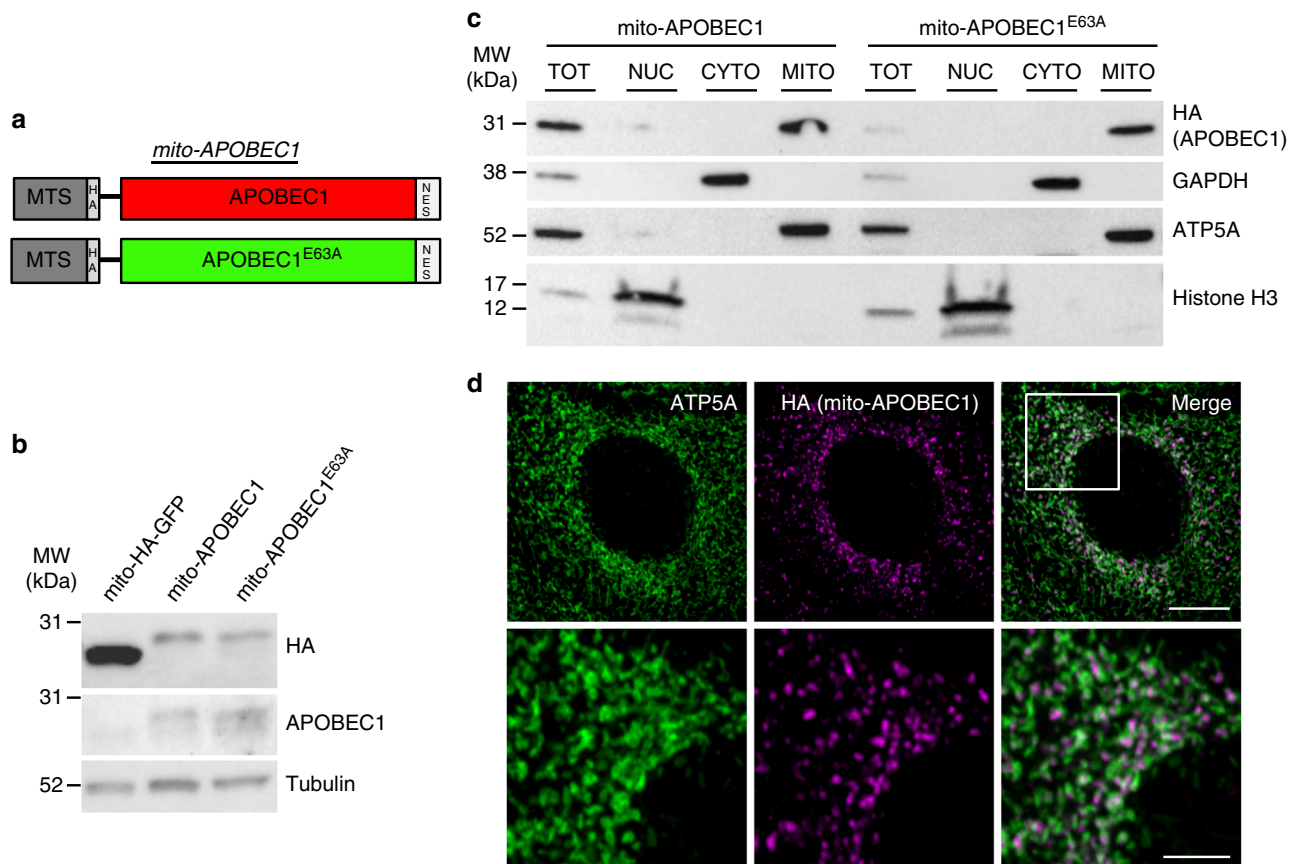 a
mito-APOBEC1
MTS HA APOBEC1 NES
MTS HA APOBEC1E63A NES
b
mito-HA-GFP
mito-APOBEC1
mito-APOBEC1E63A
MW
(kDa)
31
HA
31
APOBEC1
52
Tubulin
c
mito-APOBEC1 mito-APOBEC1E63A
MW
(kDa)
TOT NUC CYTO MITO TOT NUC CYTO MITO
31
HA
(APOBEC1)
38
GAPDH
52
ATP5A
17
12
Histone H3
d
ATP5A
HA (mito-APOBEC1)
Merge